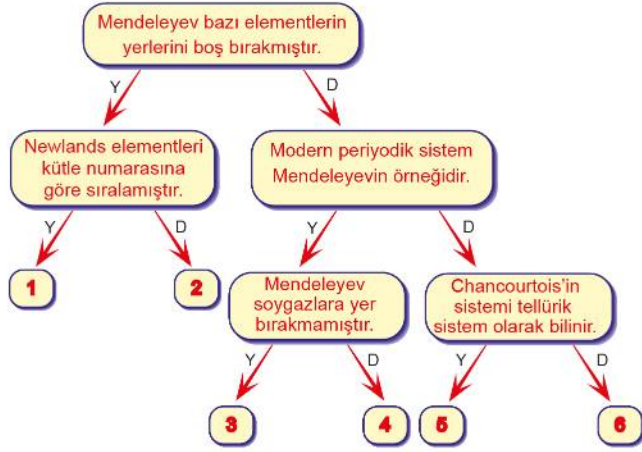 Mendeleyev bazı elementlerin
yerlerini boş bırakmıştır.
Y
D
Newlands elementleri
kütle numarasına
göre sıralamıştır.
Modern periyodik sistem
Mendeleyevin örneğidir.
Y
D
Y
D
1
2
Mendeleyev
soygazlara yer
bırakmamıştır.
Chancourtois'in
sistemi tellürik
sistem olarak bilinir.
Y
D
Y
D
3
4
5
6